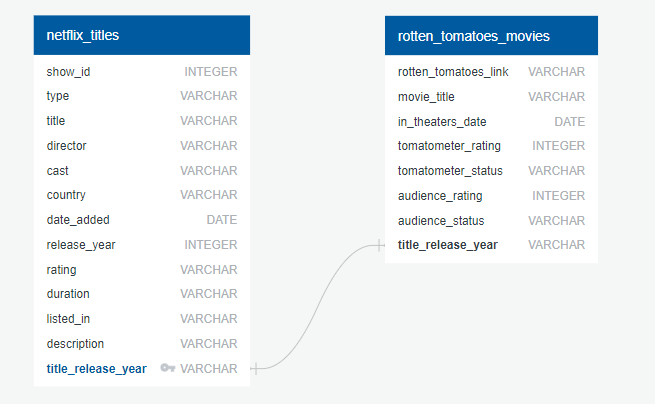 netflix_titles
show_id INTEGER
type VARCHAR
title VARCHAR
director VARCHAR
cast VARCHAR
country VARCHAR
date_added DATE
release_year INTEGER
rating VARCHAR
duration VARCHAR
listed_in VARCHAR
description VARCHAR
title_release_year VARCHAR
rotten_tomatoes_movies
rotten_tomatoes_link VARCHAR
movie_title VARCHAR
in_theaters_date DATE
tomatometer_rating INTEGER
tomatometer_status VARCHAR
audience_rating INTEGER
audience_status VARCHAR
title_release_year VARCHAR